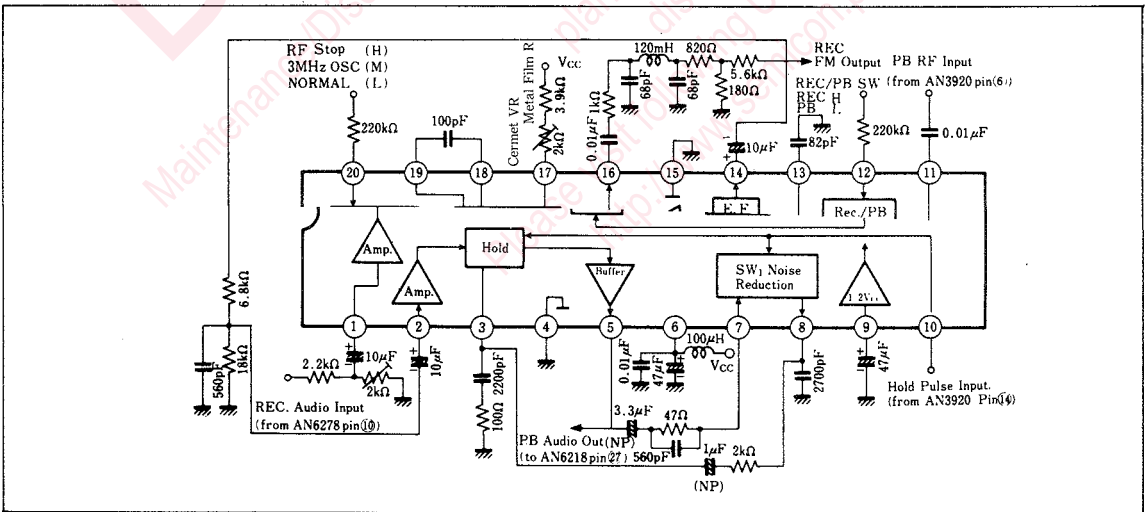 RF Stop (H)
3MHz OSC (M)
NORMAL (L)
220kΩ
100pF
Cermet VR
Metal Film R
VCC
3.9kΩ
2kΩ
0.01μF 1kΩ
68pF
120mH
68pF
820Ω
5.6kΩ
180Ω
REC
FM Output
PB RF Input
(from AN3920 pin(6))
REC/PB SW
REC H
PB L
10μF
82pF
220kΩ
0.01μF
20
19
18
17
16
15
14
13
12
11
E.F
Rec./PB
Amp.
Amp.
Hold
Buffer
SW1 Noise
Reduction
1
2
3
4
5
6
7
8
9
10
6.8kΩ
560pF
18kΩ
2.2kΩ
10μF
2kΩ
10μF
REC. Audio Input
(from AN6278 pin⑩)
2200pF
100Ω
0.01μF
47μF
100μH
VCC
3.3μF
47Ω
560pF
PB Audio Out(NP)
(to AN6218pin㉗)
1μF
(NP)
2kΩ
2700pF
47μF
Hold Pulse Input.
(from AN3920 Pin⑭)